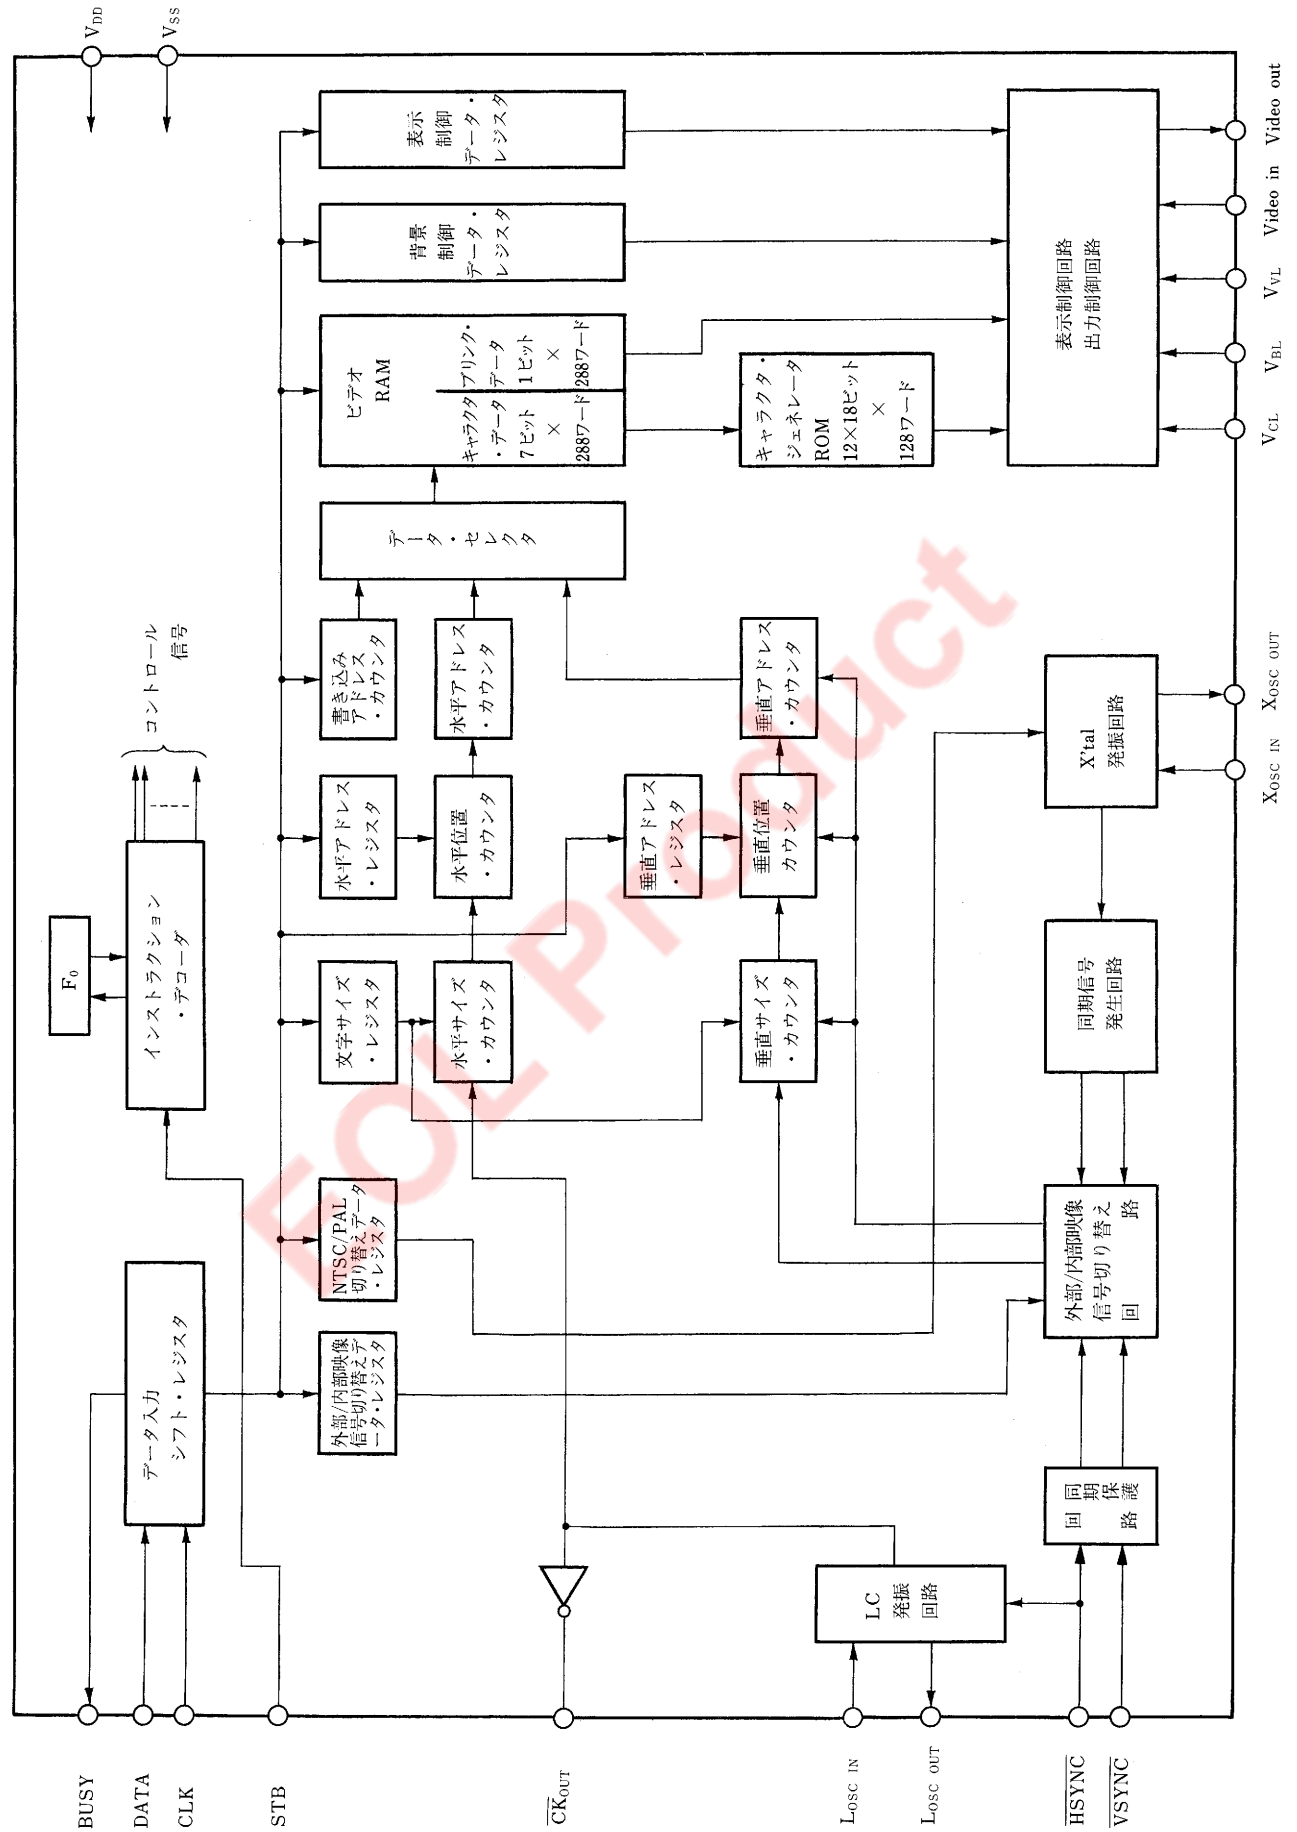 BUSY
DATA
CLK
STB
CKOUT
LOSC IN
LOSC OUT
HSYNC
VSYNC
データ入力
シフト・レジスタ
F0
インストラクション
・デコーダ
コントロール
信号
VDD
VSS
外部/内部映像
信号切り替えデ
ータ・レジスタ
NTSC/PAL
切り替えデータ
・レジスタ
文字サイズ
・レジスタ
水平アドレス
・レジスタ
書き込み
アドレス
・カウンタ
水平サイズ
・カウンタ
水平位置
・カウンタ
水平アドレス
・カウンタ
データ・セレクタ
ビデオ
RAM
キャラクタ
・データ
7ビット
×
288ワード
ブリンク・
データ
1ビット
×
288ワード
背景
制御
データ・
レジスタ
表示
制御
データ・
レジスタ
垂直アドレス
・レジスタ
垂直サイズ
・カウンタ
垂直位置
カウンタ
垂直アドレス
・カウンタ
キャラクタ・
ジェネレータ
ROM
12×18ビット
×
128ワード
LC
発振
回路
同期保護
回路
外部/内部映像
信号切り替え
回路
同期信号
発生回路
X'tal
発振回路
表示制御回路
出力制御回路
XOSC IN
XOSC OUT
VCL
VBL
VVL
Video in
Video out
EOL Product